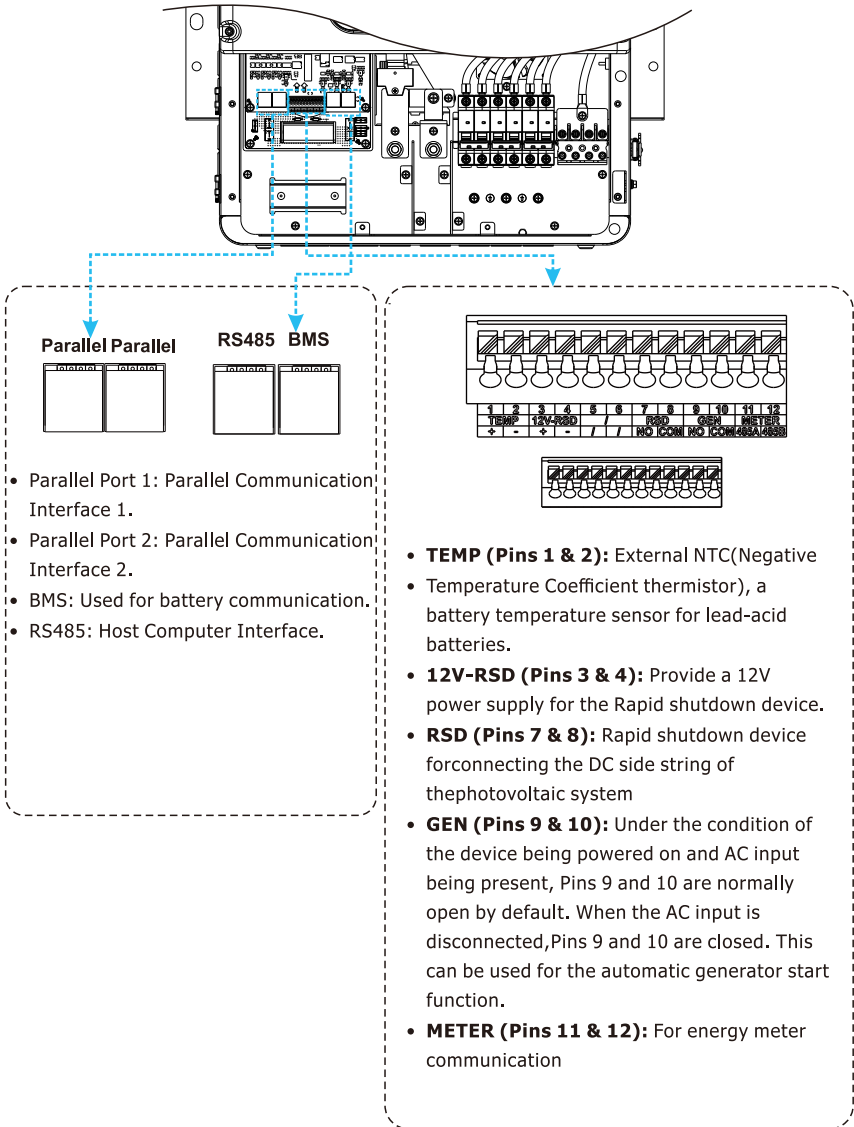 Parallel Parallel
RS485 BMS
• Parallel Port 1: Parallel Communication
Interface 1.
• Parallel Port 2: Parallel Communication
Interface 2.
• BMS: Used for battery communication.
• RS485: Host Computer Interface.
1 2 3 4 5 6 7 8 9 10 11 12
TEMP 12V-RSD / RSD GEN METER
+ - + - / / NO COM NO COM 485A 485B
• TEMP (Pins 1 & 2): External NTC(Negative
• Temperature Coefficient thermistor), a
battery temperature sensor for lead-acid
batteries.
• 12V-RSD (Pins 3 & 4): Provide a 12V
power supply for the Rapid shutdown device.
• RSD (Pins 7 & 8): Rapid shutdown device
forconnecting the DC side string of
thephotovoltaic system
• GEN (Pins 9 & 10): Under the condition of
the device being powered on and AC input
being present, Pins 9 and 10 are normally
open by default. When the AC input is
disconnected,Pins 9 and 10 are closed. This
can be used for the automatic generator start
function.
• METER (Pins 11 & 12): For energy meter
communication